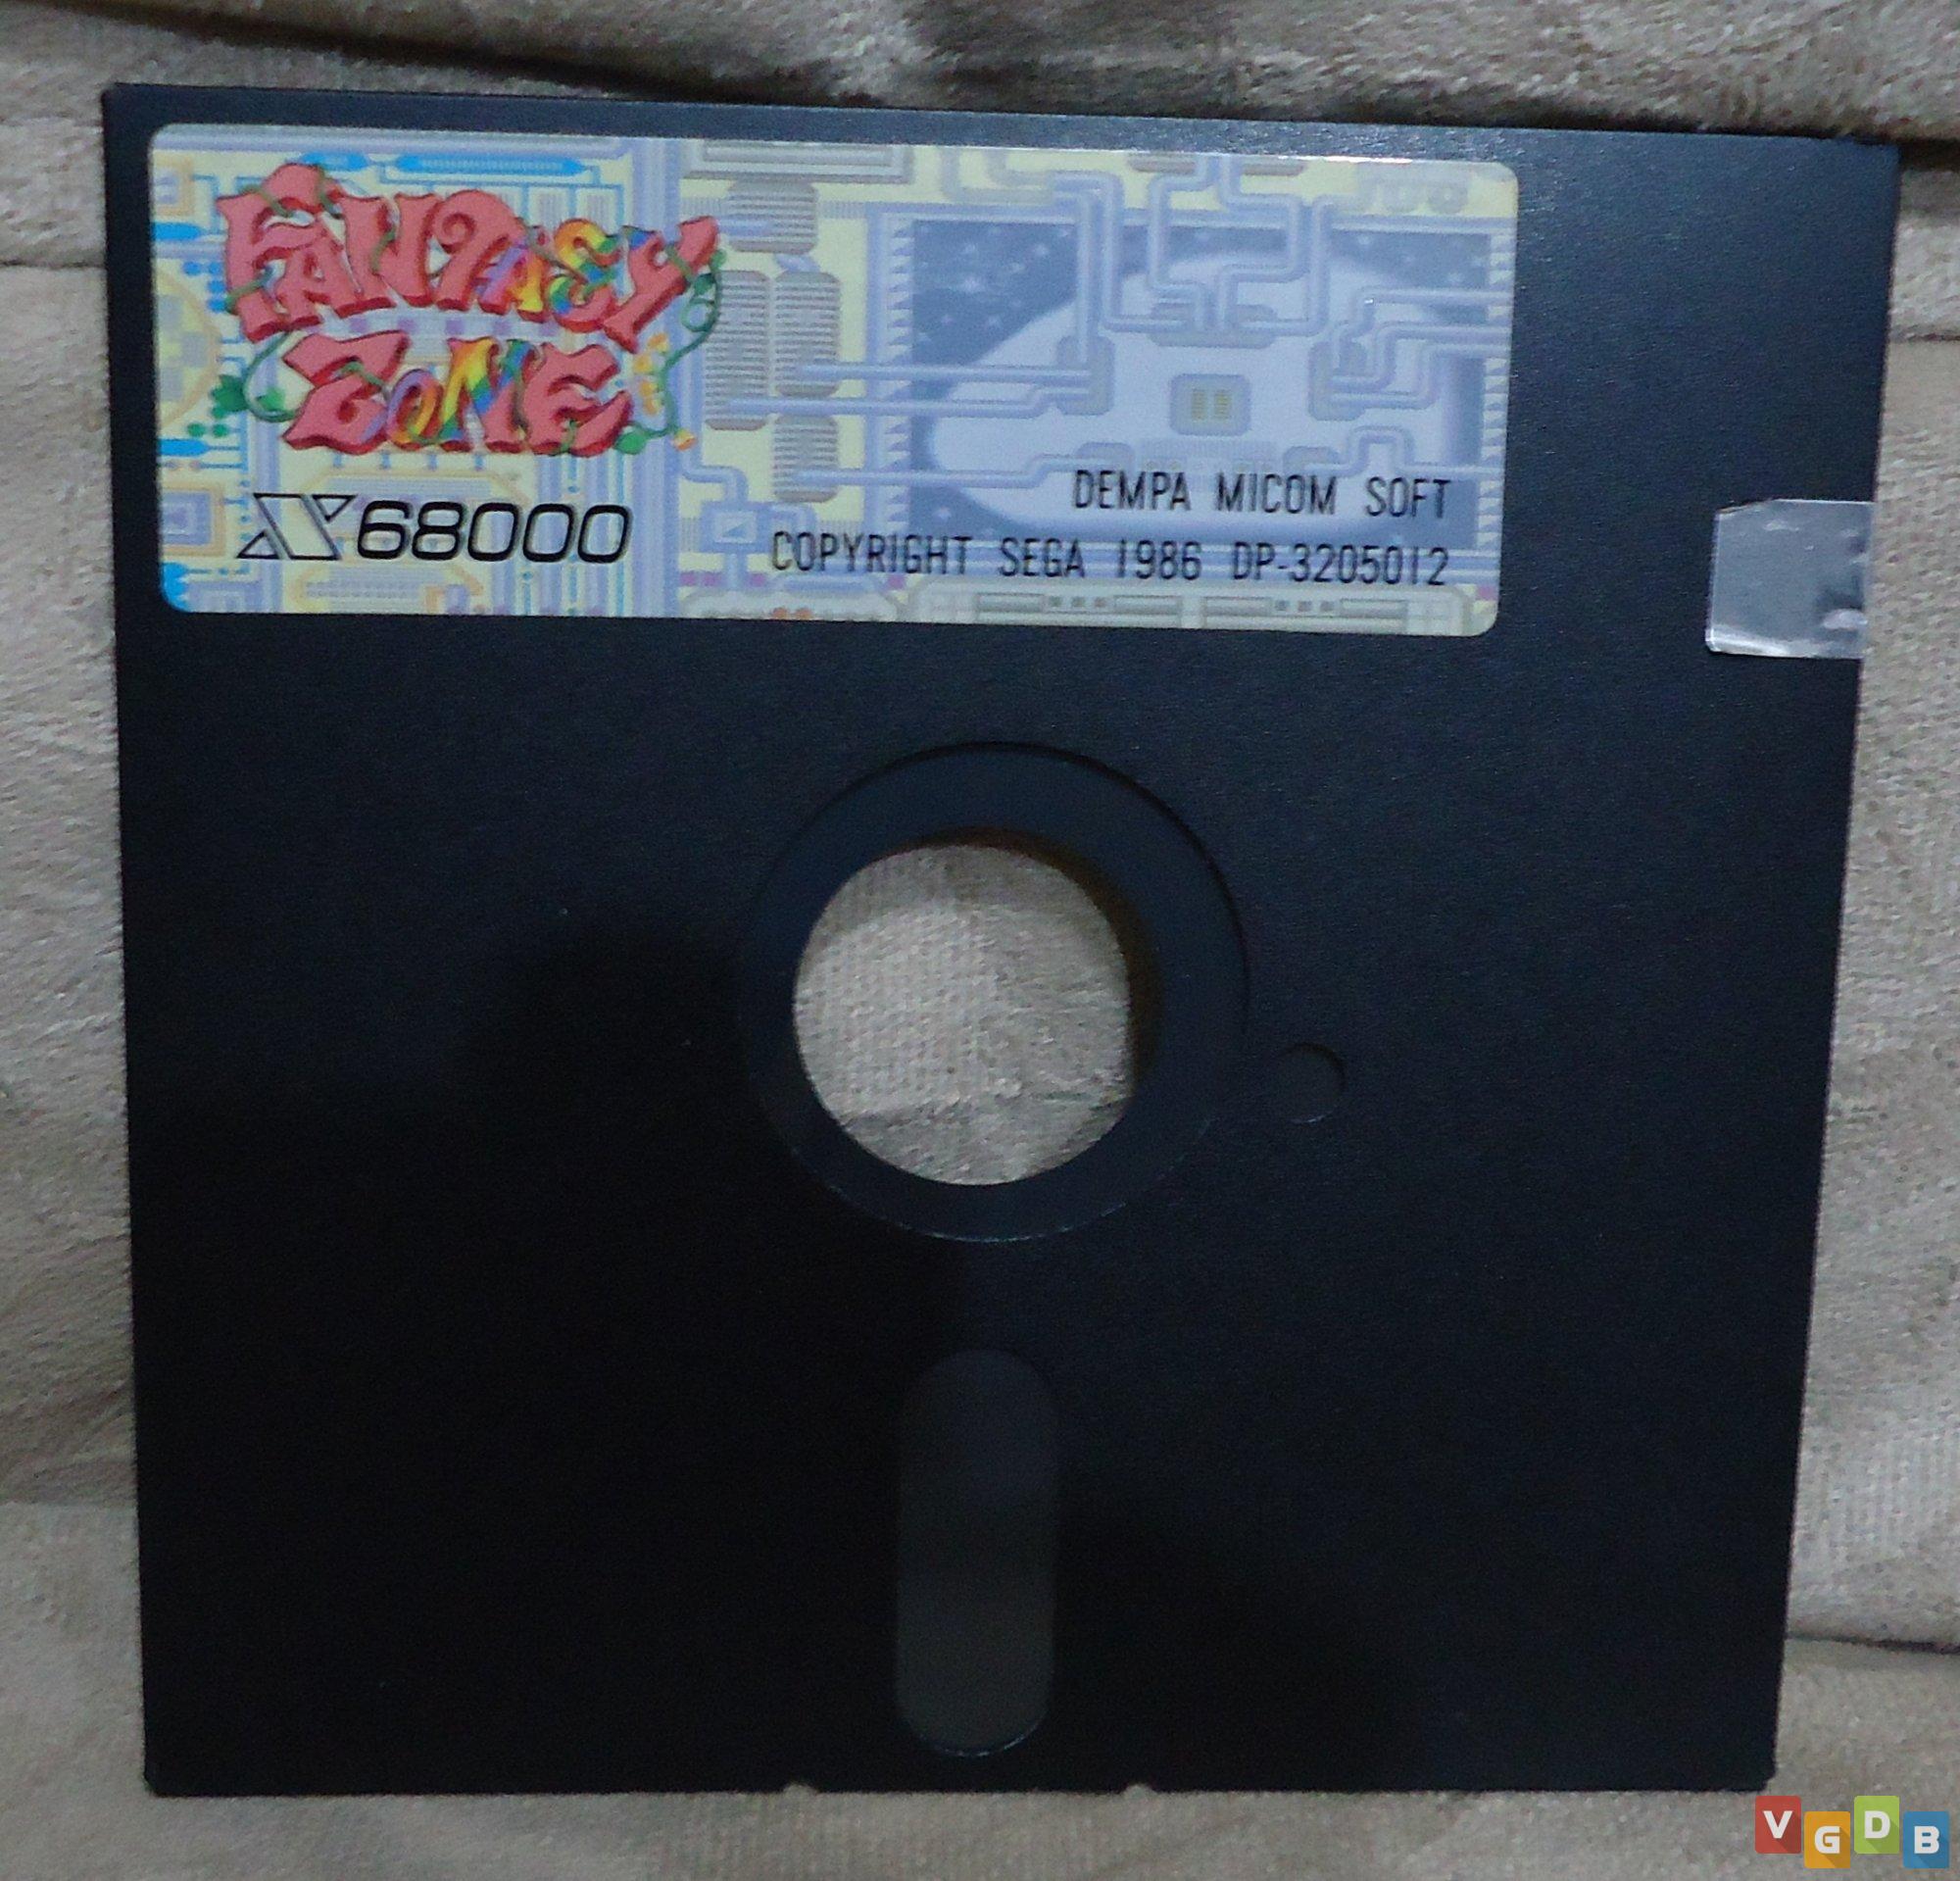 FANTASY
ZONE
X68000
DEMPA MICOM SOFT
COPYRIGHT SEGA 1986 DP-3205012
VGDB